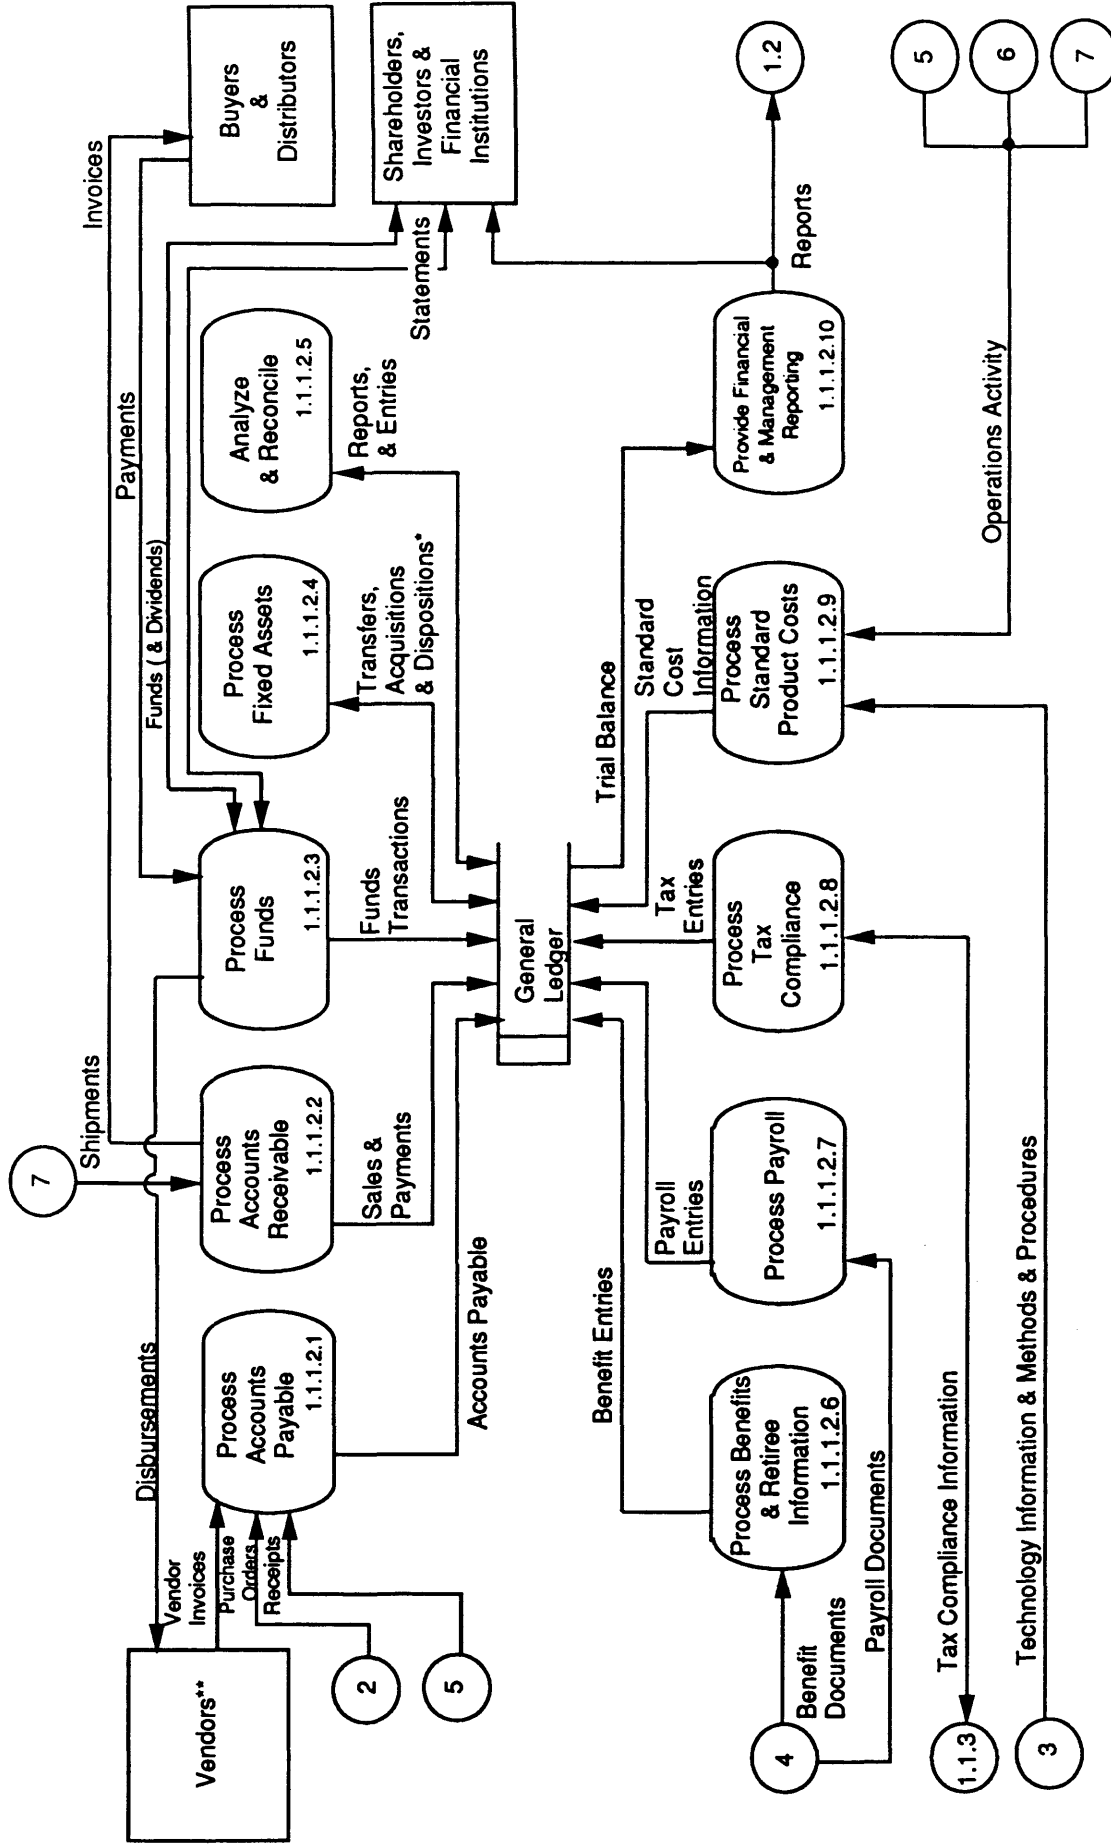 7
Shipments
Invoices
Payments
Disbursements
Funds ( & Dividends)
Buyers
&
Distributors
Vendors**
Vendor
Invoices
Purchase
Orders
Receipts
2
5
Process
Accounts
Payable
1.1.1.2.1
Process
Accounts
Receivable
1.1.1.2.2
Process
Funds
1.1.1.2.3
Process
Fixed Assets
1.1.1.2.4
Analyze
& Reconcile
1.1.1.2.5
Shareholders,
Investors &
Financial
Institutions
Statements
Accounts Payable
Sales &
Payments
Funds
Transactions
Transfers,
Acquisitions
& Dispositions*
Reports,
& Entries
General
Ledger
Benefit Entries
Payroll
Entries
Tax
Entries
Standard
Cost
Information
Trial Balance
4
Benefit
Documents
Payroll Documents
Process Benefits
& Retiree
Information
1.1.1.2.6
Process Payroll
1.1.1.2.7
Process
Tax
Compliance
1.1.1.2.8
Process
Standard
Product Costs
1.1.1.2.9
Provide Financial
& Management
Reporting
1.1.1.2.10
Reports
1.2
1.1.3
Tax Compliance Information
3
Technology Information & Methods & Procedures
Operations Activity
5
6
7